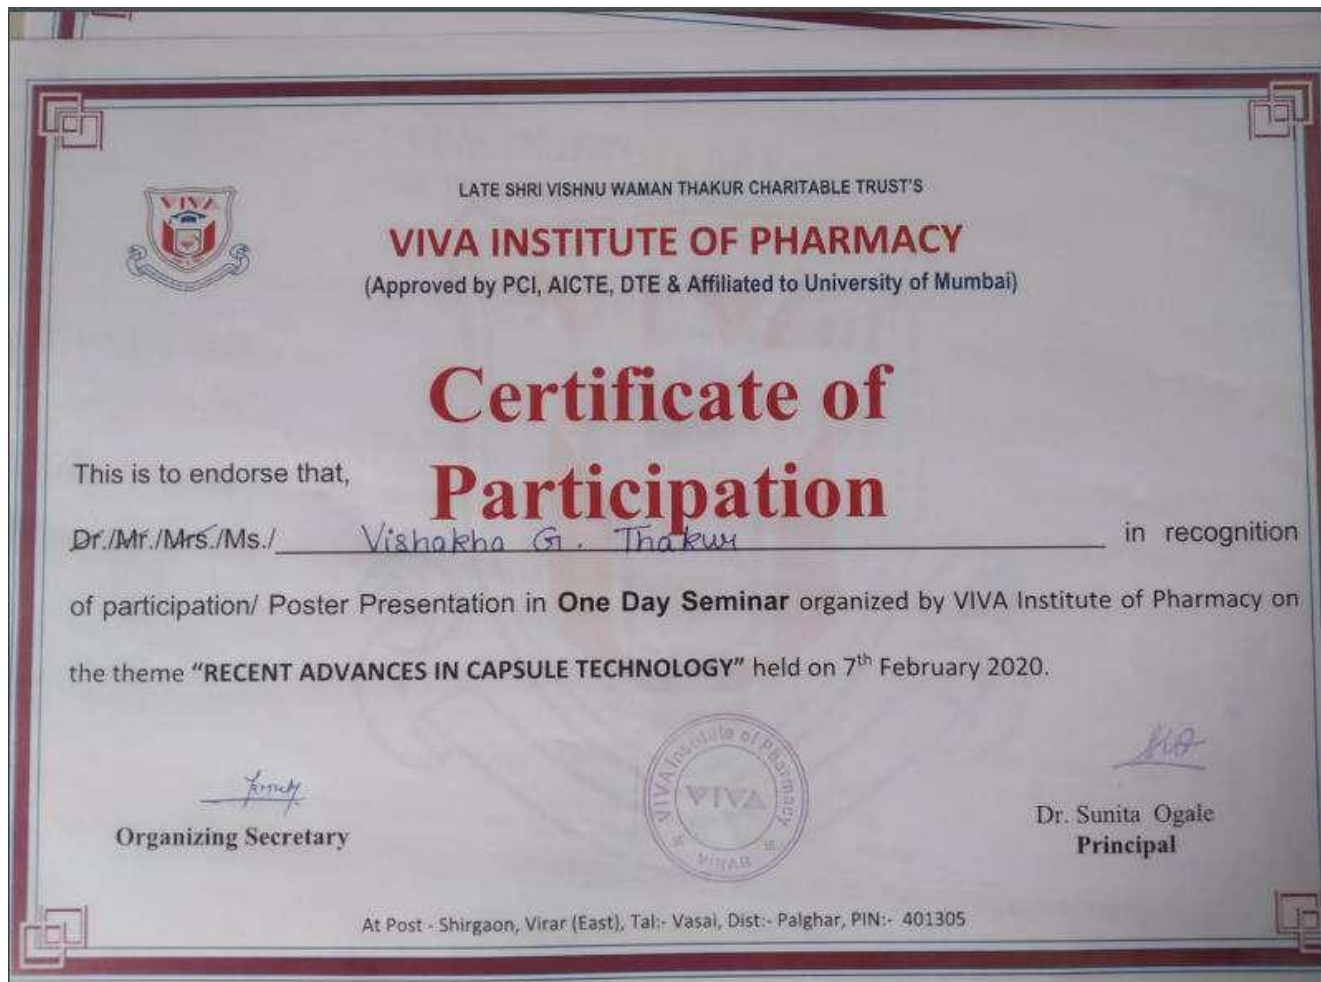 VIVA
LATE SHRI VISHNU WAMAN THAKUR CHARITABLE TRUST'S
VIVA INSTITUTE OF PHARMACY
(Approved by PCI, AICTE, DTE & Affiliated to University of Mumbai)
Certificate of
Participation
This is to endorse that,
Dr./Mr./Mrs./Ms./ Vishakha G. Thakur in recognition
of participation/ Poster Presentation in One Day Seminar organized by VIVA Institute of Pharmacy on
the theme “RECENT ADVANCES IN CAPSULE TECHNOLOGY” held on 7th February 2020.
VIVA Institute of Pharmacy
VIVA
VIRAR
Organizing Secretary
Dr. Sunita Ogale
Principal
At Post - Shirgaon, Virar (East), Tal:- Vasai, Dist:- Palghar, PIN:- 401305